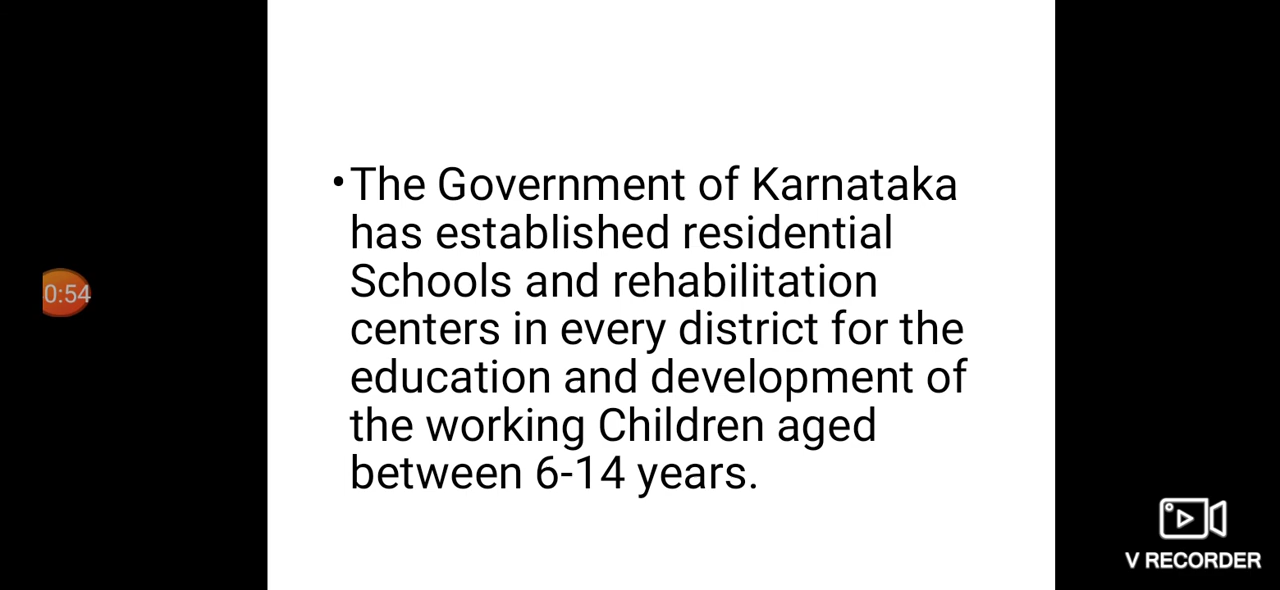 •The Government of Karnataka
has established residential
Schools and rehabilitation
centers in every district for the
education and development of
the working Children aged
between 6-14 years.
0:54
V RECORDER